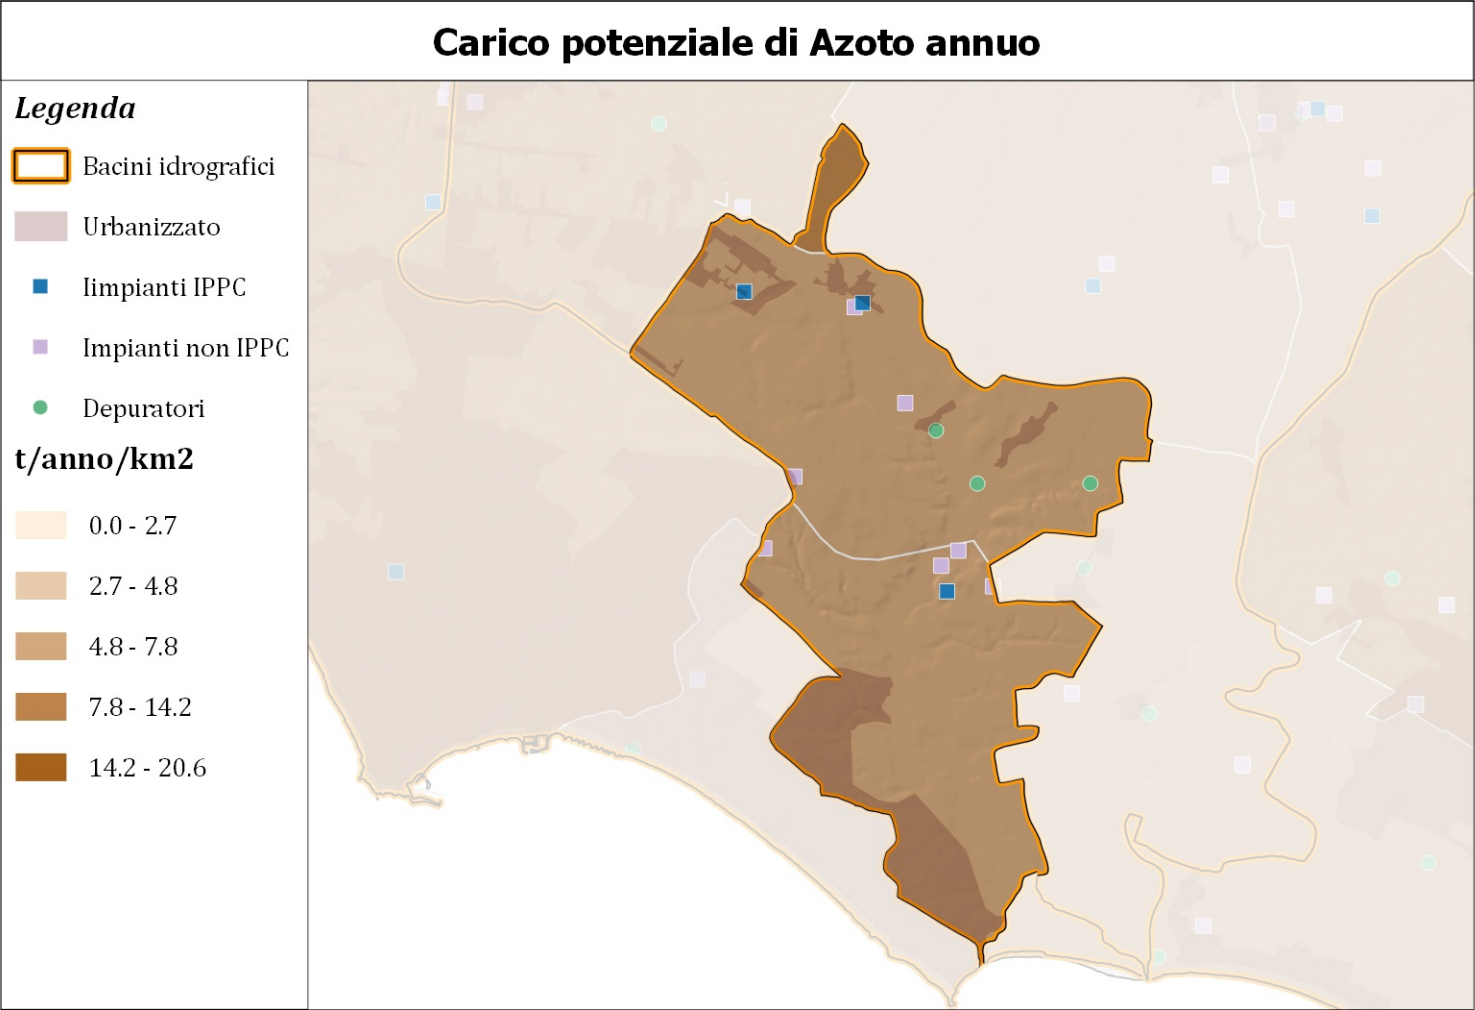 Carico potenziale di Azoto annuo
Legenda
Bacini idrografici
Urbanizzato
Iimpianti IPPC
Impianti non IPPC
Depuratori
t/anno/km2
0.0 - 2.7
2.7 - 4.8
4.8 - 7.8
7.8 - 14.2
14.2 - 20.6